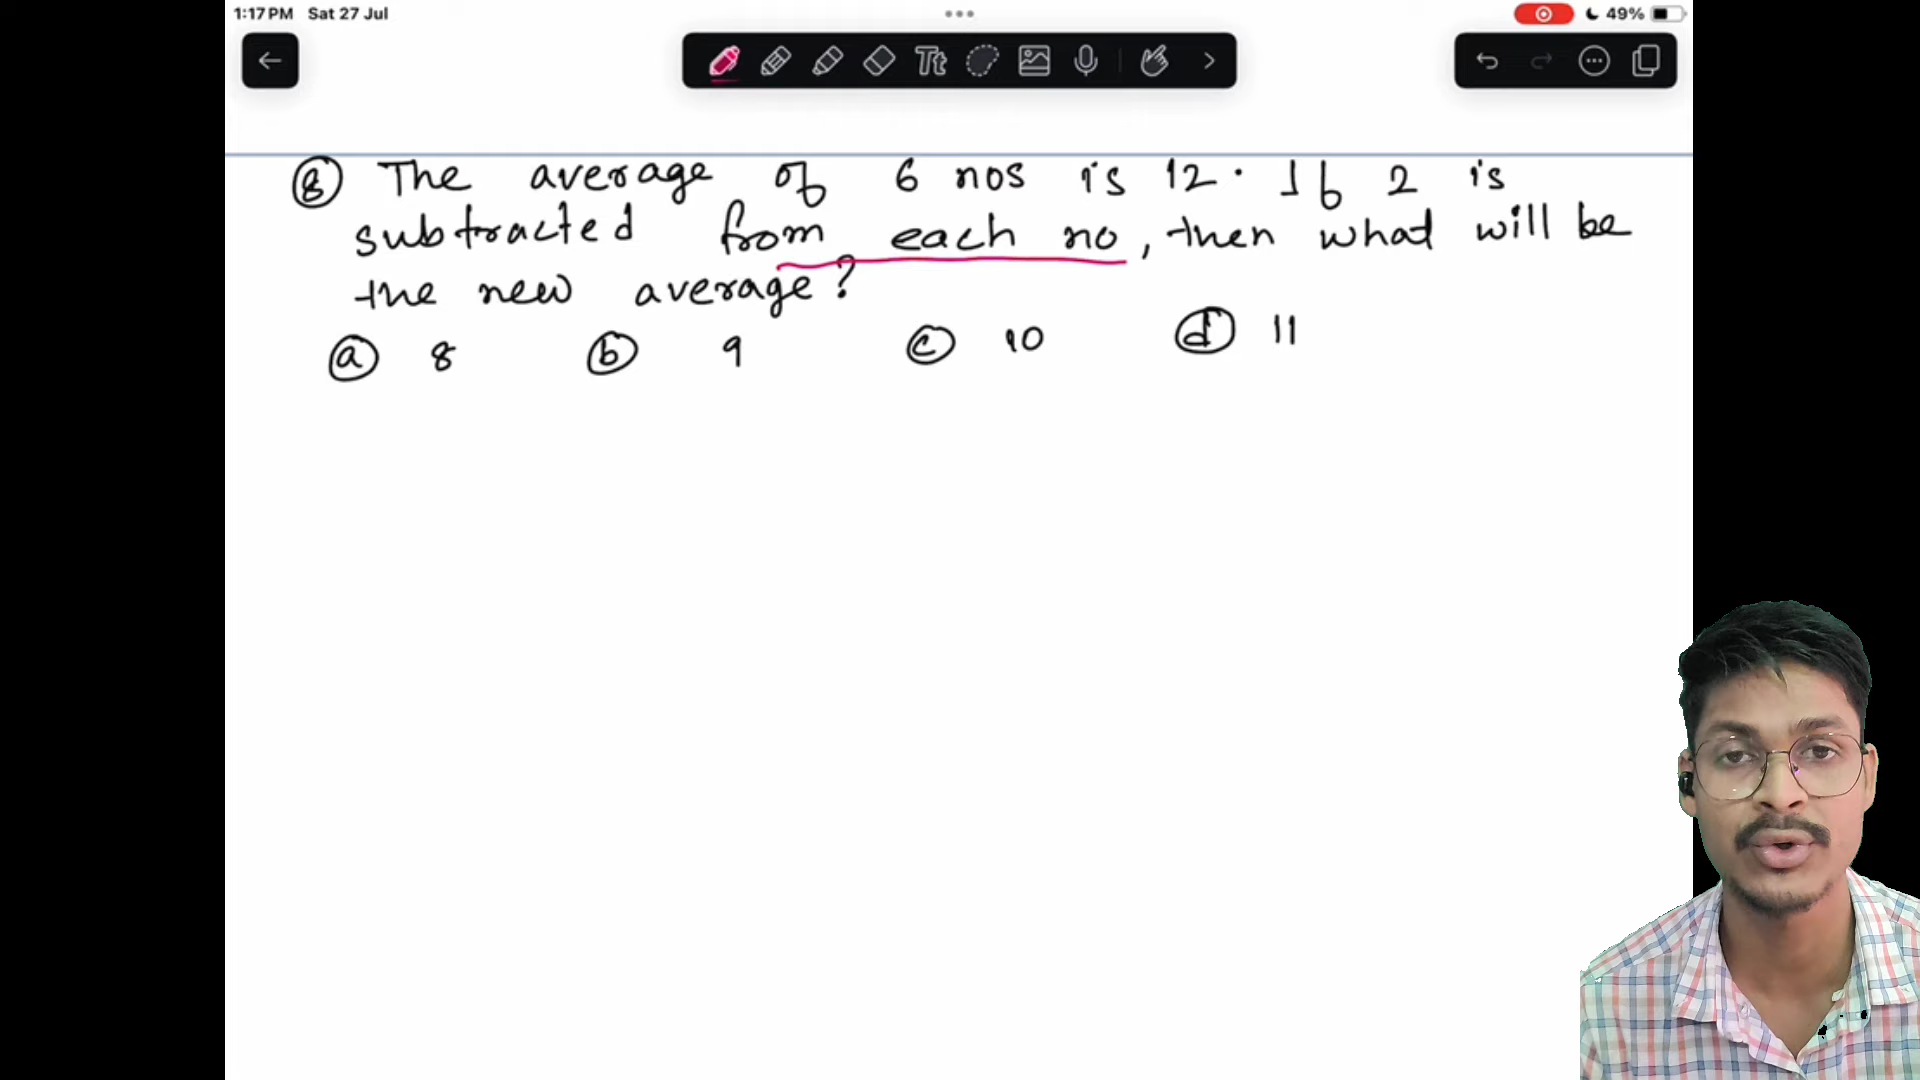 1:17 PM Sat 27 Jul
49%
Tt
⑧ The average of 6 nos is 12. If 2 is
subtracted from each no, then what will be
the new average?
ⓐ 8 ⓑ 9 ⓒ 10 ⓓ 11